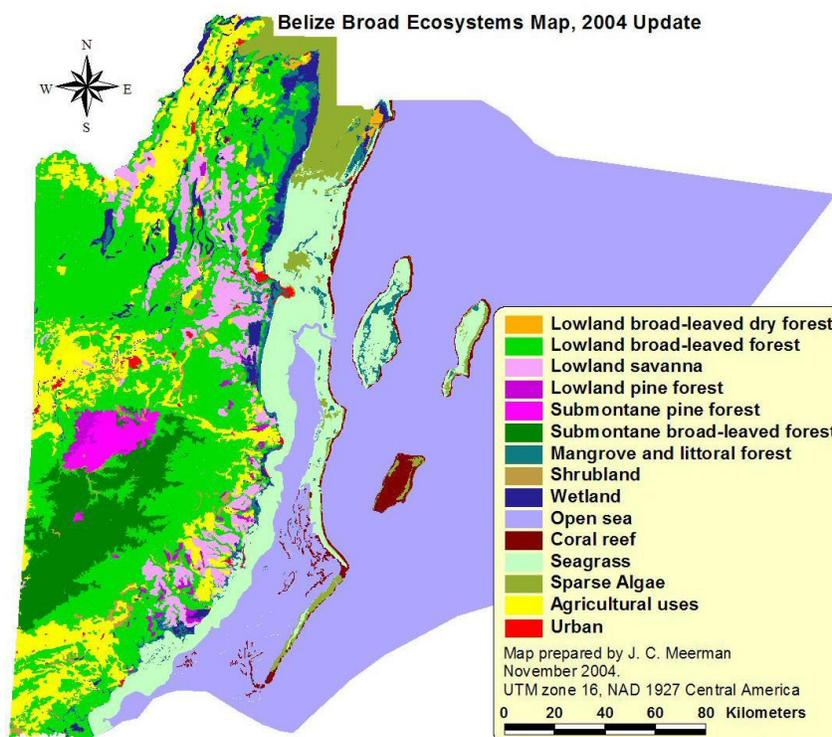 Belize Broad Ecosystems Map, 2004 Update
N
W E
S
Lowland broad-leaved dry forest
Lowland broad-leaved forest
Lowland savanna
Lowland pine forest
Submontane pine forest
Submontane broad-leaved forest
Mangrove and littoral forest
Shrubland
Wetland
Open sea
Coral reef
Seagrass
Sparse Algae
Agricultural uses
Urban
Map prepared by J. C. Meerman
November 2004.
UTM zone 16, NAD 1927 Central America
0 20 40 60 80 Kilometers